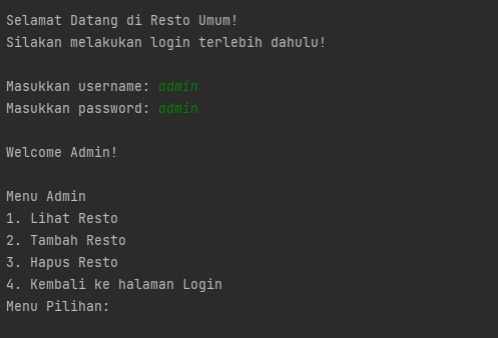 Selamat Datang di Resto Umum!
Silakan melakukan login terlebih dahulu!
Masukkan username: admin
Masukkan password: admin
Welcome Admin!
Menu Admin
1. Lihat Resto
2. Tambah Resto
3. Hapus Resto
4. Kembali ke halaman Login
Menu Pilihan: